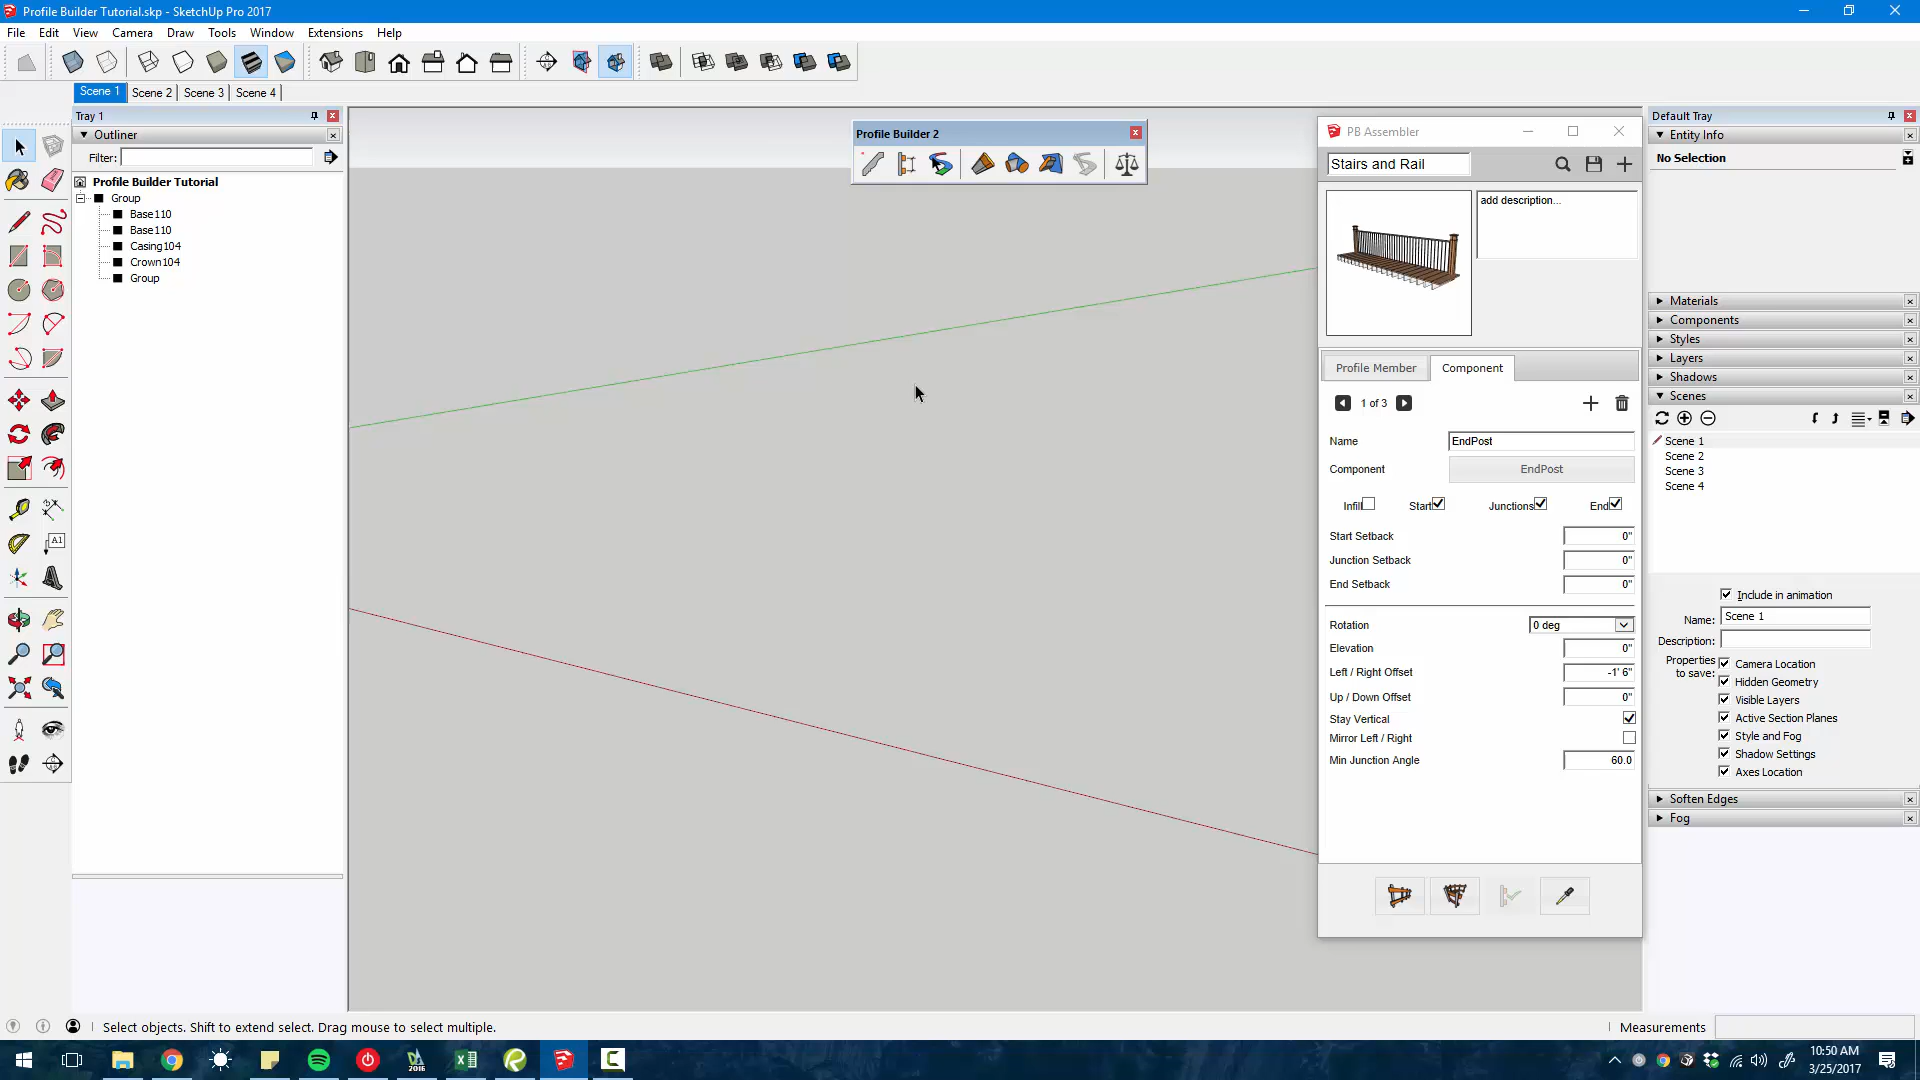 Profile Builder Tutorial.skp - SketchUp Pro 2017
File Edit View Camera Draw Tools Window Extensions Help
Scene 1 Scene 2 Scene 3 Scene 4
Tray 1
Outliner
Filter:
Profile Builder Tutorial
Group
Base110
Base110
Casing104
Crown104
Group
A1
Profile Builder 2
PB Assembler
Stairs and Rail
add description...
Profile Member Component
1 of 3
Name EndPost
Component EndPost
Infill Start Junctions End
Start Setback 0"
Junction Setback 0"
End Setback 0"
Rotation 0 deg
Elevation 0"
Left / Right Offset -1' 6"
Up / Down Offset 0"
Stay Vertical
Mirror Left / Right
Min Junction Angle 60.0
Default Tray
Entity Info
No Selection
Materials
Components
Styles
Layers
Shadows
Scenes
Scene 1
Scene 2
Scene 3
Scene 4
Include in animation
Name: Scene 1
Description:
Properties to save:
Camera Location
Hidden Geometry
Visible Layers
Active Section Planes
Style and Fog
Shadow Settings
Axes Location
Soften Edges
Fog
Select objects. Shift to extend select. Drag mouse to select multiple.
Measurements
2016
10:50 AM
3/25/2017